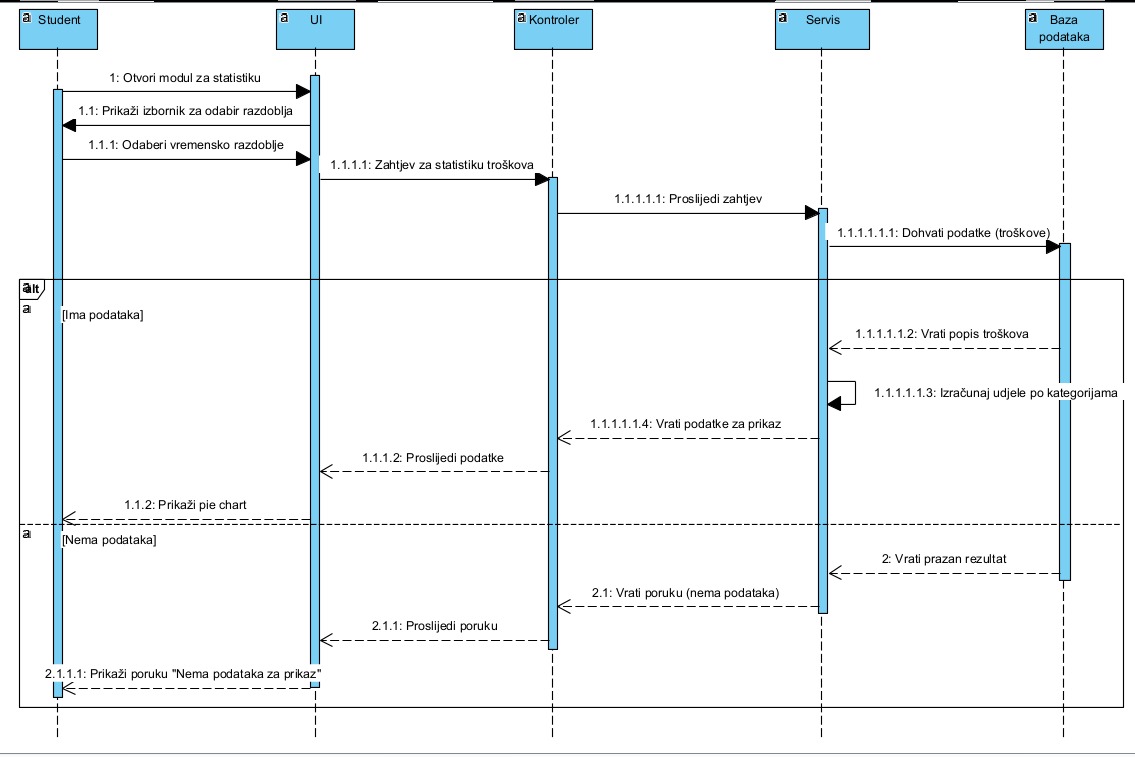 a Student
a UI
a Kontroler
a Servis
a Baza
podataka
1: Otvori modul za statistiku
1.1: Prikaži izbornik za odabir razdoblja
1.1.1: Odaberi vremensko razdoblje
1.1.1.1: Zahtjev za statistiku troškova
1.1.1.1.1: Proslijedi zahtjev
1.1.1.1.1.1: Dohvati podatke (troškove)
alt
a
[Ima podataka]
1.1.1.1.1.2: Vrati popis troškova
1.1.1.1.1.3: Izračunaj udjele po kategorijama
1.1.1.1.1.4: Vrati podatke za prikaz
1.1.1.2: Proslijedi podatke
1.1.2: Prikaži pie chart
a
[Nema podataka]
2: Vrati prazan rezultat
2.1: Vrati poruku (nema podataka)
2.1.1: Proslijedi poruku
2.1.1.1: Prikaži poruku "Nema podataka za prikaz"